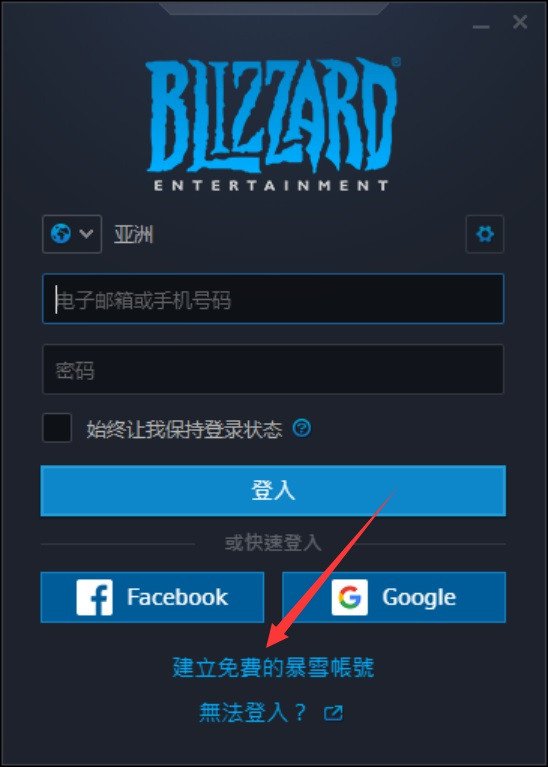 BLIZZARD®
ENTERTAINMENT
亚洲
电子邮箱或手机号码
密码
始终让我保持登录状态 ?
登入
或快速登入
Facebook Google
建立免費的暴雪帳號
無法登入？